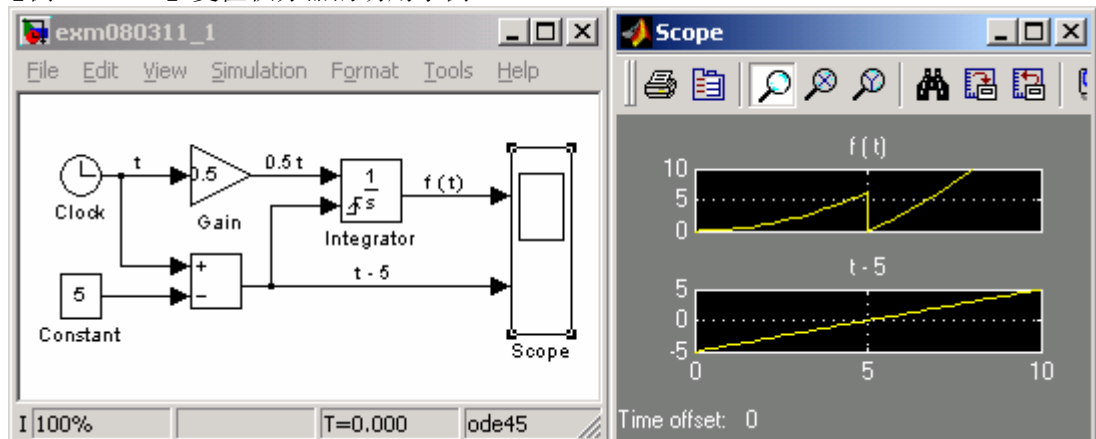 exm080311_1
File Edit View Simulation Format Tools Help
t
0.5
0.5 t
Clock
Gain
1
s
Integrator
f (t)
+
−
5
Constant
t - 5
Scope
I 100%
T=0.000
ode45
Scope
f ( t)
10
5
0
t - 5
5
0
-5
0
5
10
Time offset: 0